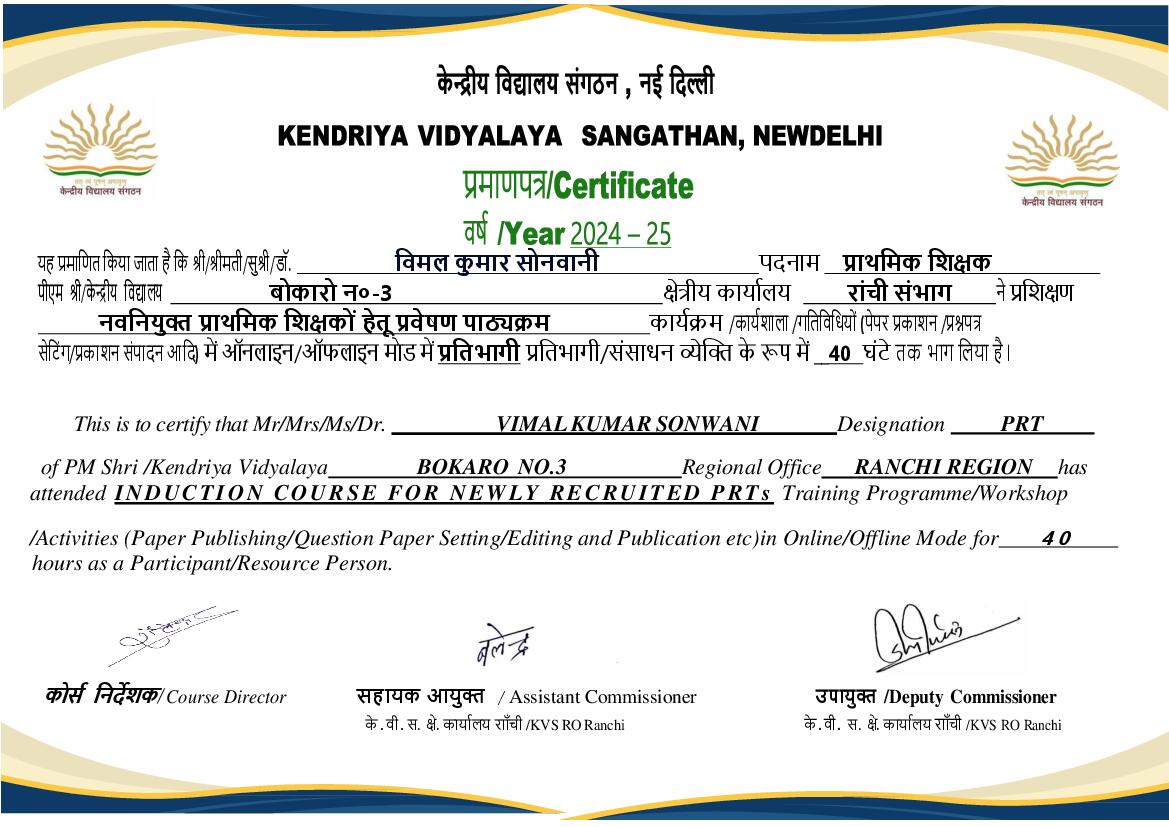 केन्द्रीय विद्यालय संगठन , नई दिल्ली
KENDRIYA VIDYALAYA SANGATHAN, NEWDELHI
केन्द्रीय विद्यालय संगठन
केन्द्रीय विद्यालय संगठन
प्रमाणपत्र/Certificate
वर्ष /Year 2024 – 25
यह प्रमाणित किया जाता है कि श्री/श्रीमती/सुश्री/डॉ. विमल कुमार सोनवानी पदनाम प्राथमिक शिक्षक
पीएम श्री/केन्द्रीय विद्यालय बोकारो न०-3 क्षेत्रीय कार्यालय रांची संभाग ने प्रशिक्षण
नवनियुक्त प्राथमिक शिक्षकों हेतू प्रवेषण पाठ्यक्रम कार्यक्रम /कार्यशाला /गतिविधियों (पेपर प्रकाशन /प्रश्नपत्र
सेटिंग/प्रकाशन संपादन आदि) में ऑनलाइन/ऑफलाइन मोड में प्रतिभागी प्रतिभागी/संसाधन व्येक्ति के रूप में 40 घंटे तक भाग लिया है।
This is to certify that Mr/Mrs/Ms/Dr. VIMAL KUMAR SONWANI Designation PRT
of PM Shri /Kendriya Vidyalaya BOKARO NO.3 Regional Office RANCHI REGION has
attended INDUCTION COURSE FOR NEWLY RECRUITED PRTs Training Programme/Workshop
/Activities (Paper Publishing/Question Paper Setting/Editing and Publication etc)in Online/Offline Mode for 40
hours as a Participant/Resource Person.
बलेन्द्र
कोर्स निर्देशक/ Course Director
सहायक आयुक्त / Assistant Commissioner
उपायुक्त /Deputy Commissioner
के .वी. स. क्षे. कार्यालय राँची /KVS RO Ranchi
के .वी. स. क्षे. कार्यालय राँची /KVS RO Ranchi